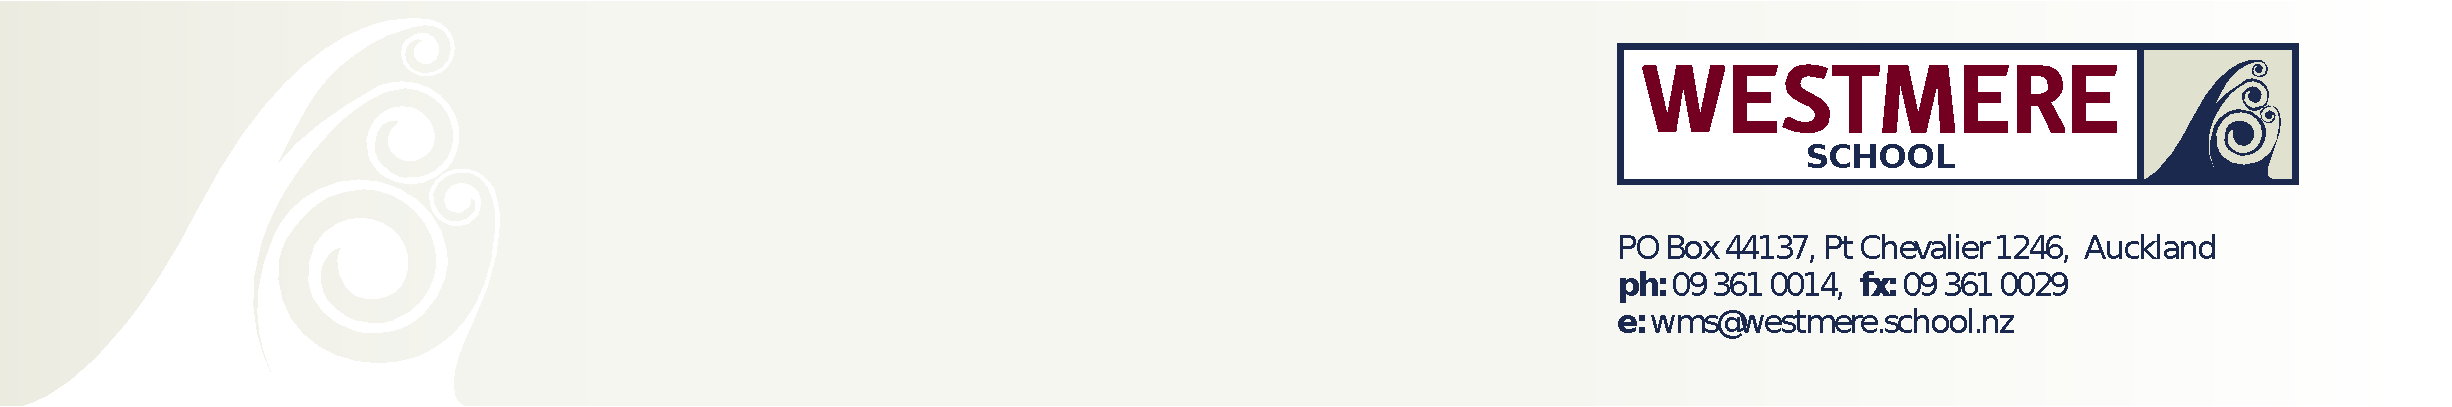 WESTMERE
SCHOOL
PO Box 44137, Pt Chevalier 1246, Auckland
ph: 09 361 0014, fx: 09 361 0029
e: wms@westmere.school.nz